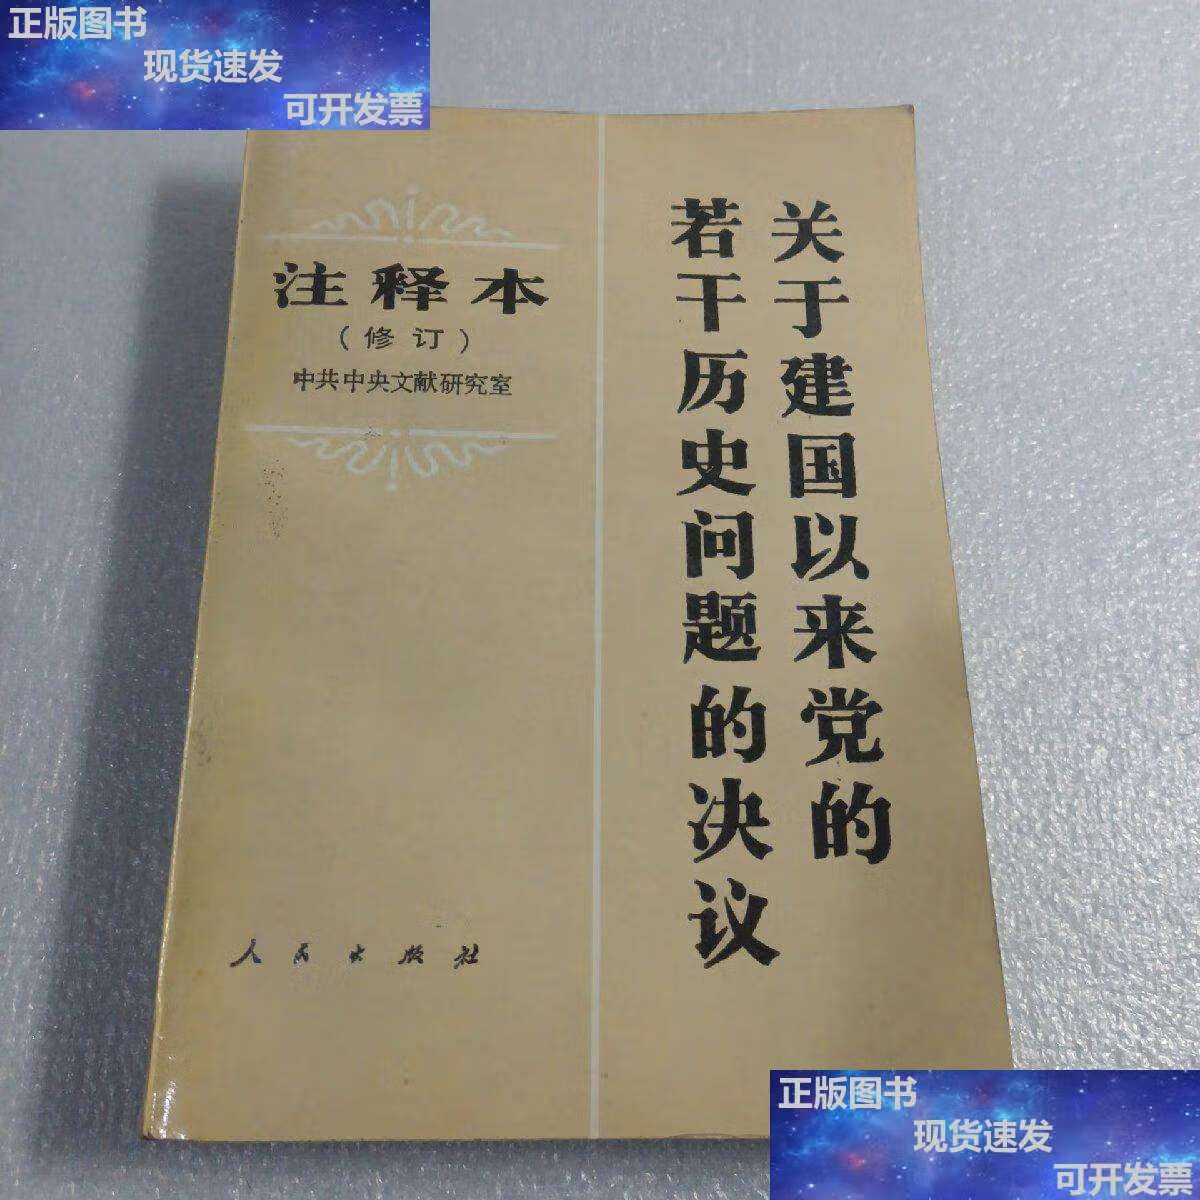 正版图书
现货速发
可开发票
关于建国以来党的
若干历史问题的决议
注释本
(修订)
中共中央文献研究室
人民出版社
正版图书
现货速发
可开发票